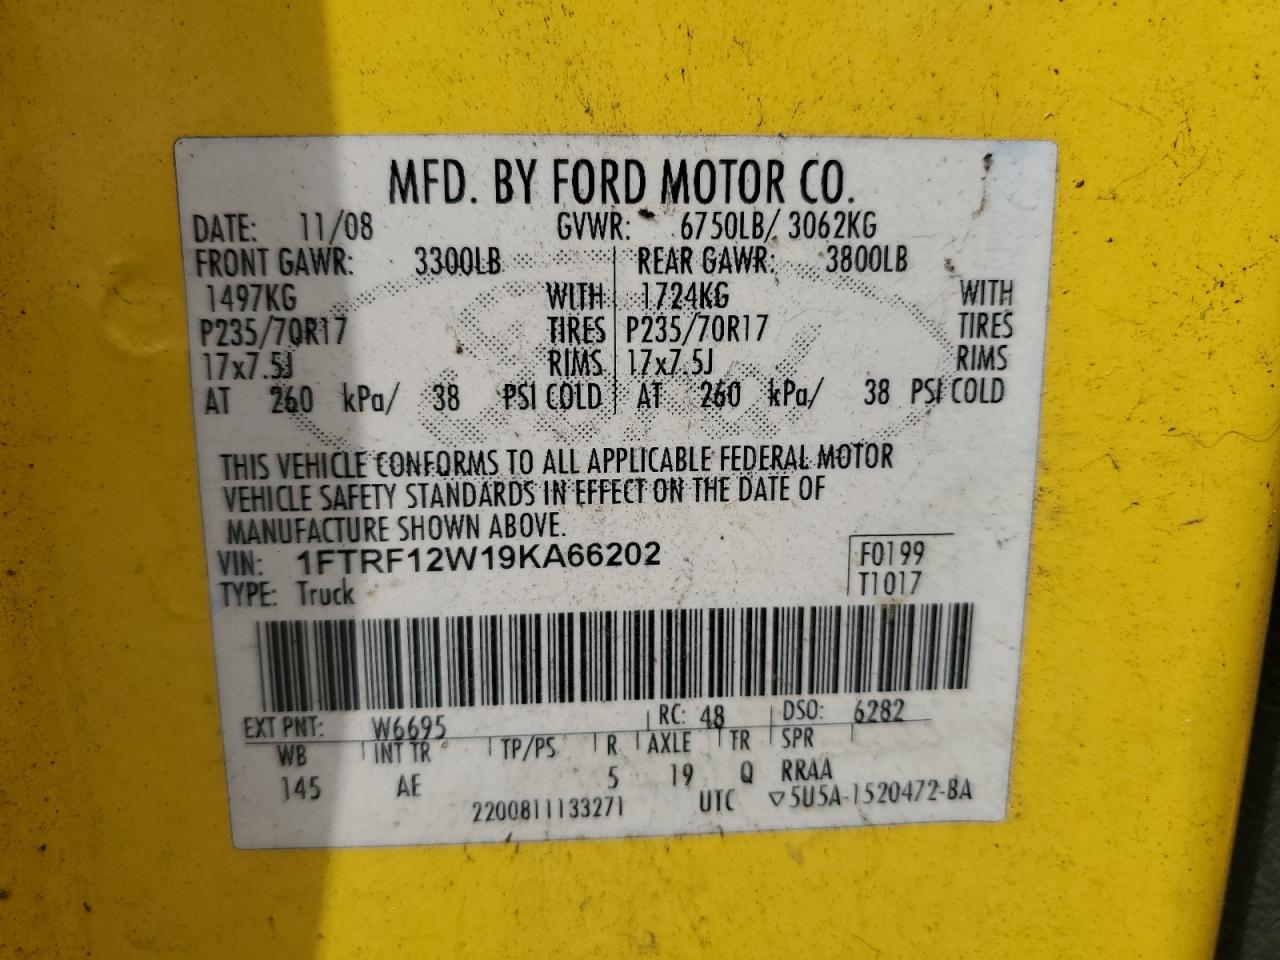 MFD. BY FORD MOTOR CO.
DATE: 11/08 GVWR: 6750LB/ 3062KG
FRONT GAWR: 3300LB REAR GAWR: 3800LB
1497KG WITH 1724KG WITH
P235/70R17 TIRES P235/70R17 TIRES
17x7.5J RIMS 17x7.5J RIMS
AT 260 kPa/ 38 PSI COLD AT 260 kPa/ 38 PSI COLD
THIS VEHICLE CONFORMS TO ALL APPLICABLE FEDERAL MOTOR
VEHICLE SAFETY STANDARDS IN EFFECT ON THE DATE OF
MANUFACTURE SHOWN ABOVE.
VIN: 1FTRF12W19KA66202 F0199
TYPE: Truck T1017
EXT PNT: W6695 RC: 48 DSO: 6282
WB INT TR TP/PS R AXLE TR SPR
145 AE 5 19 Q RRAA
2200811133271 UTC ▽5U5A-1520472-BA